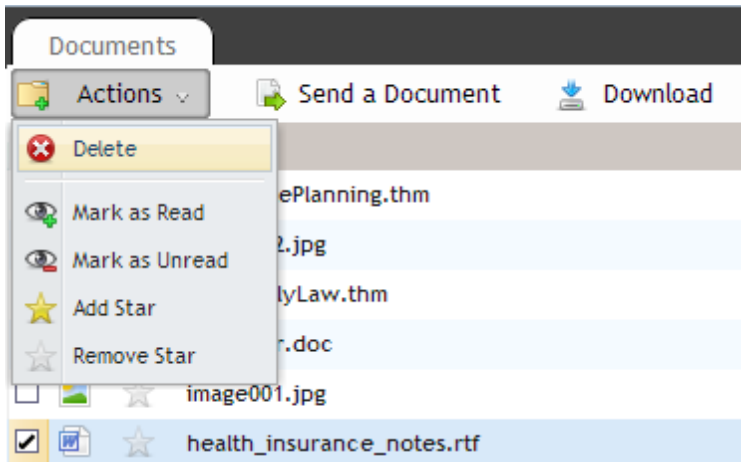 Documents
Actions Send a Document Download
Delete
ePlanning.thm
Mark as Read
2.jpg
Mark as Unread
lyLaw.thm
Add Star
r.doc
Remove Star
image001.jpg
health_insurance_notes.rtf